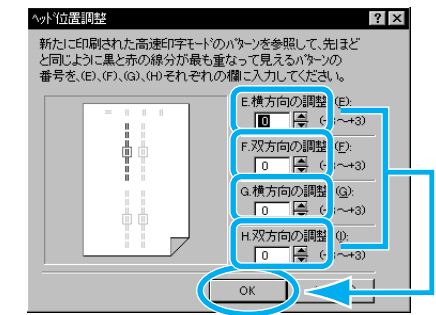 ヘッド位置調整
新たに印刷された高速印字モードのパターンを参照して、先ほど
と同じように黒と赤の線分が最も重なって見えるパターンの
番号を、(E)、(F)、(G)、(H)それぞれの欄に入力してください。
E.横方向の調整(E):
0
～+3)
F.双方向の調整(F):
0
～+3)
G.横方向の調整(G):
0
～+3)
H.双方向の調整(I):
0
～+3)
OK